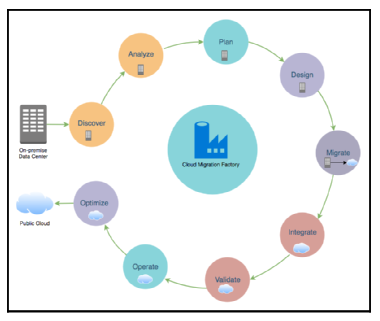 Plan
Analyze
Design
Discover
On-premise
Data Center
Cloud Migration Factory
Migrate
Optimize
Public Cloud
Integrate
Operate
Validate